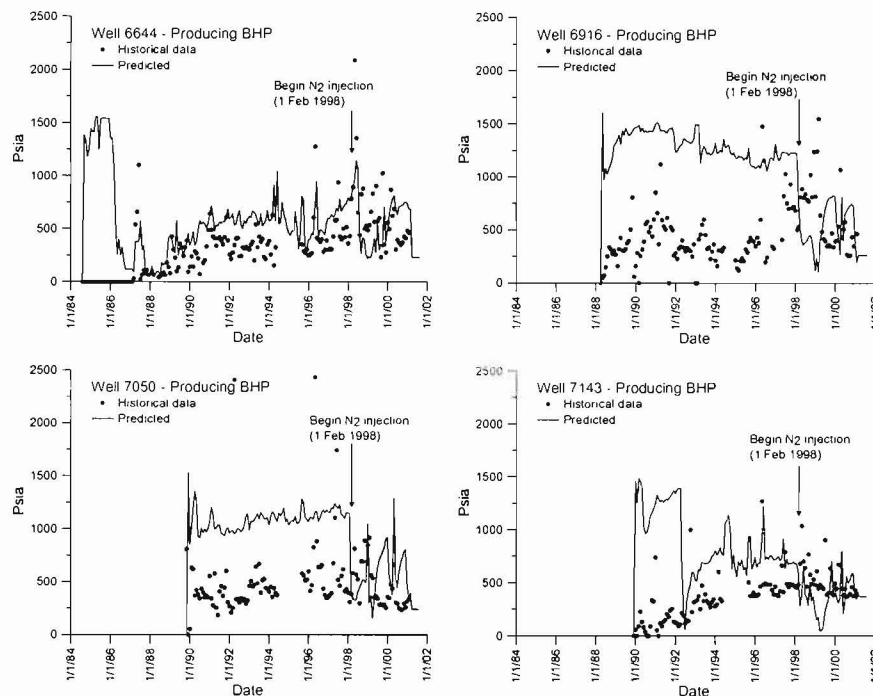 Well 6644 - Producing BHP
Historical data
Predicted
Begin N2 injection
(1 Feb 1998)
Psia
2500
2000
1500
1000
500
0
1/1/84
1/1/86
1/1/88
1/1/90
1/1/92
1/1/94
1/1/96
1/1/98
1/1/00
1/1/02
Date
Well 6916 - Producing BHP
Historical data
Predicted
Begin N2 injection
(1 Feb 1998)
Psia
2500
2000
1500
1000
500
0
1/1/84
1/1/86
1/1/88
1/1/90
1/1/92
1/1/94
1/1/96
1/1/98
1/1/00
1/1/02
Date
Well 7050 - Producing BHP
Historical data
Predicted
Begin N2 injection
(1 Feb 1998)
Psia
2500
2000
1500
1000
500
0
1/1/84
1/1/86
1/1/88
1/1/90
1/1/92
1/1/94
1/1/96
1/1/98
1/1/00
1/1/02
Date
Well 7143 - Producing BHP
Historical data
Predicted
Begin N2 injection
(1 Feb 1998)
Psia
2500
2000
1500
1000
500
0
1/1/84
1/1/86
1/1/88
1/1/90
1/1/92
1/1/94
1/1/96
1/1/98
1/1/00
1/1/02
Date